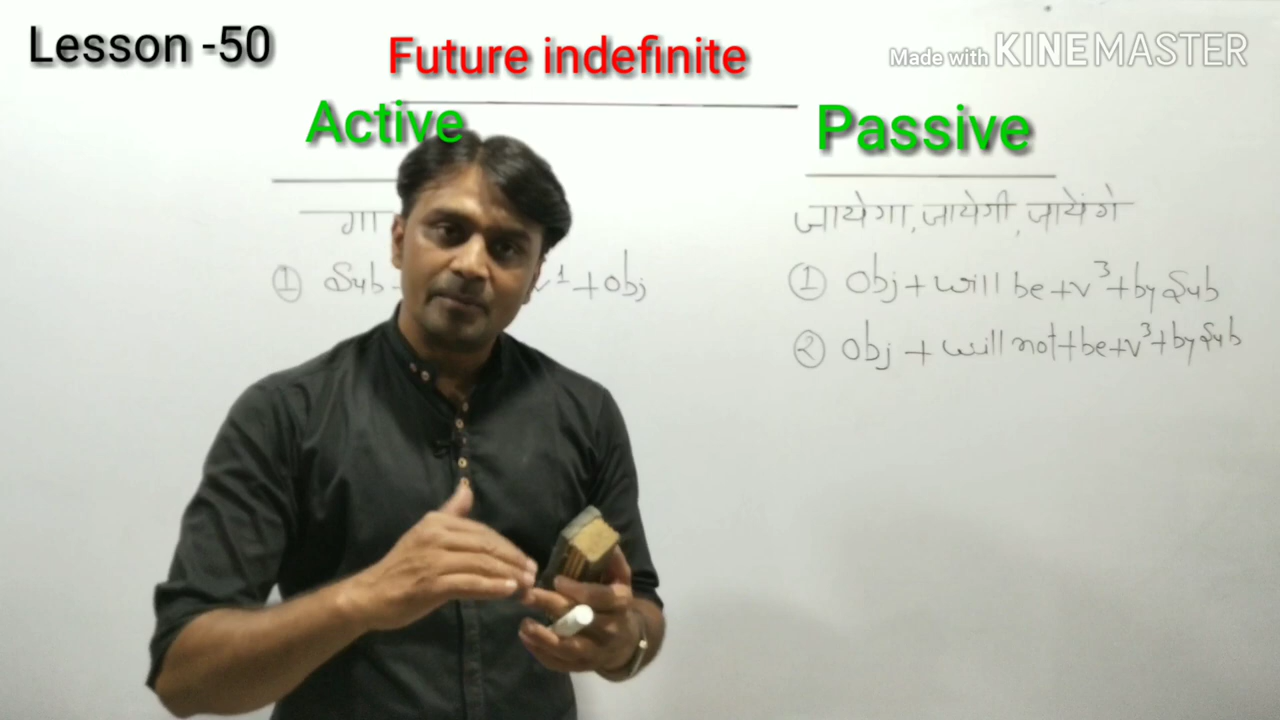 Lesson -50
Future indefinite
Made with KINEMASTER
Active
Passive
गा
जायेगा, जायेगी, जायेंगे
① Sub + v¹ + obj
① Obj + will be + v³ + by Sub
② Obj + will not + be + v³ + by Sub